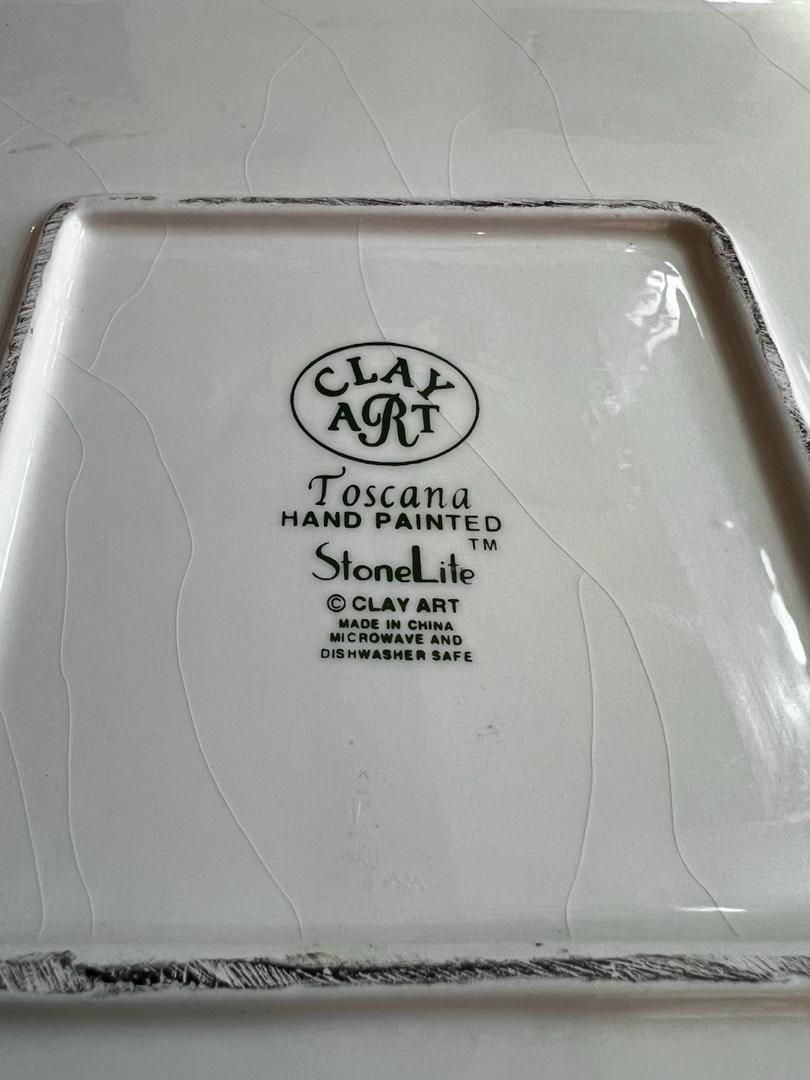 CLAY
ART
Toscana
HAND PAINTED
StoneLite™
© CLAY ART
MADE IN CHINA
MICROWAVE AND
DISHWASHER SAFE